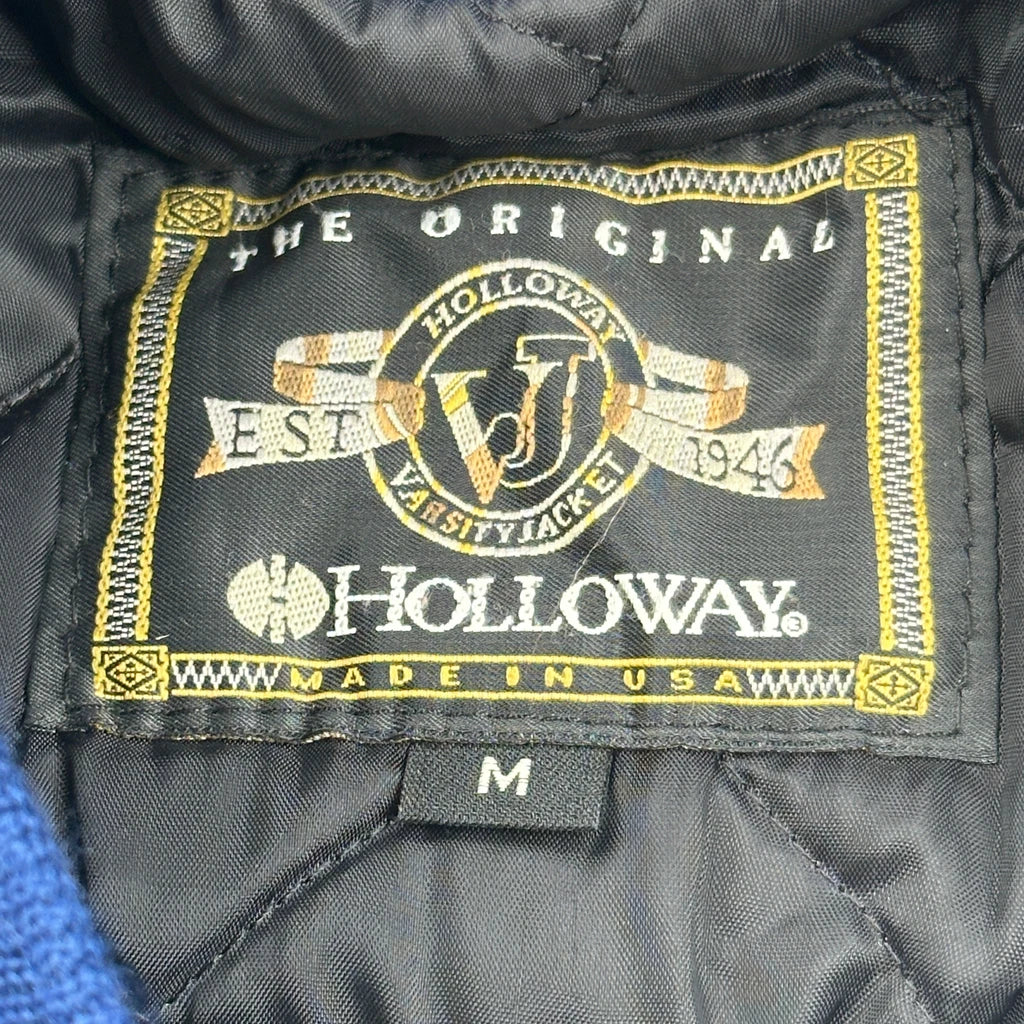 THE ORIGINAL
HOLLOWAY
VJ
EST 1946
VARSITY JACKET
HOLLOWAY®
MADE IN USA
M